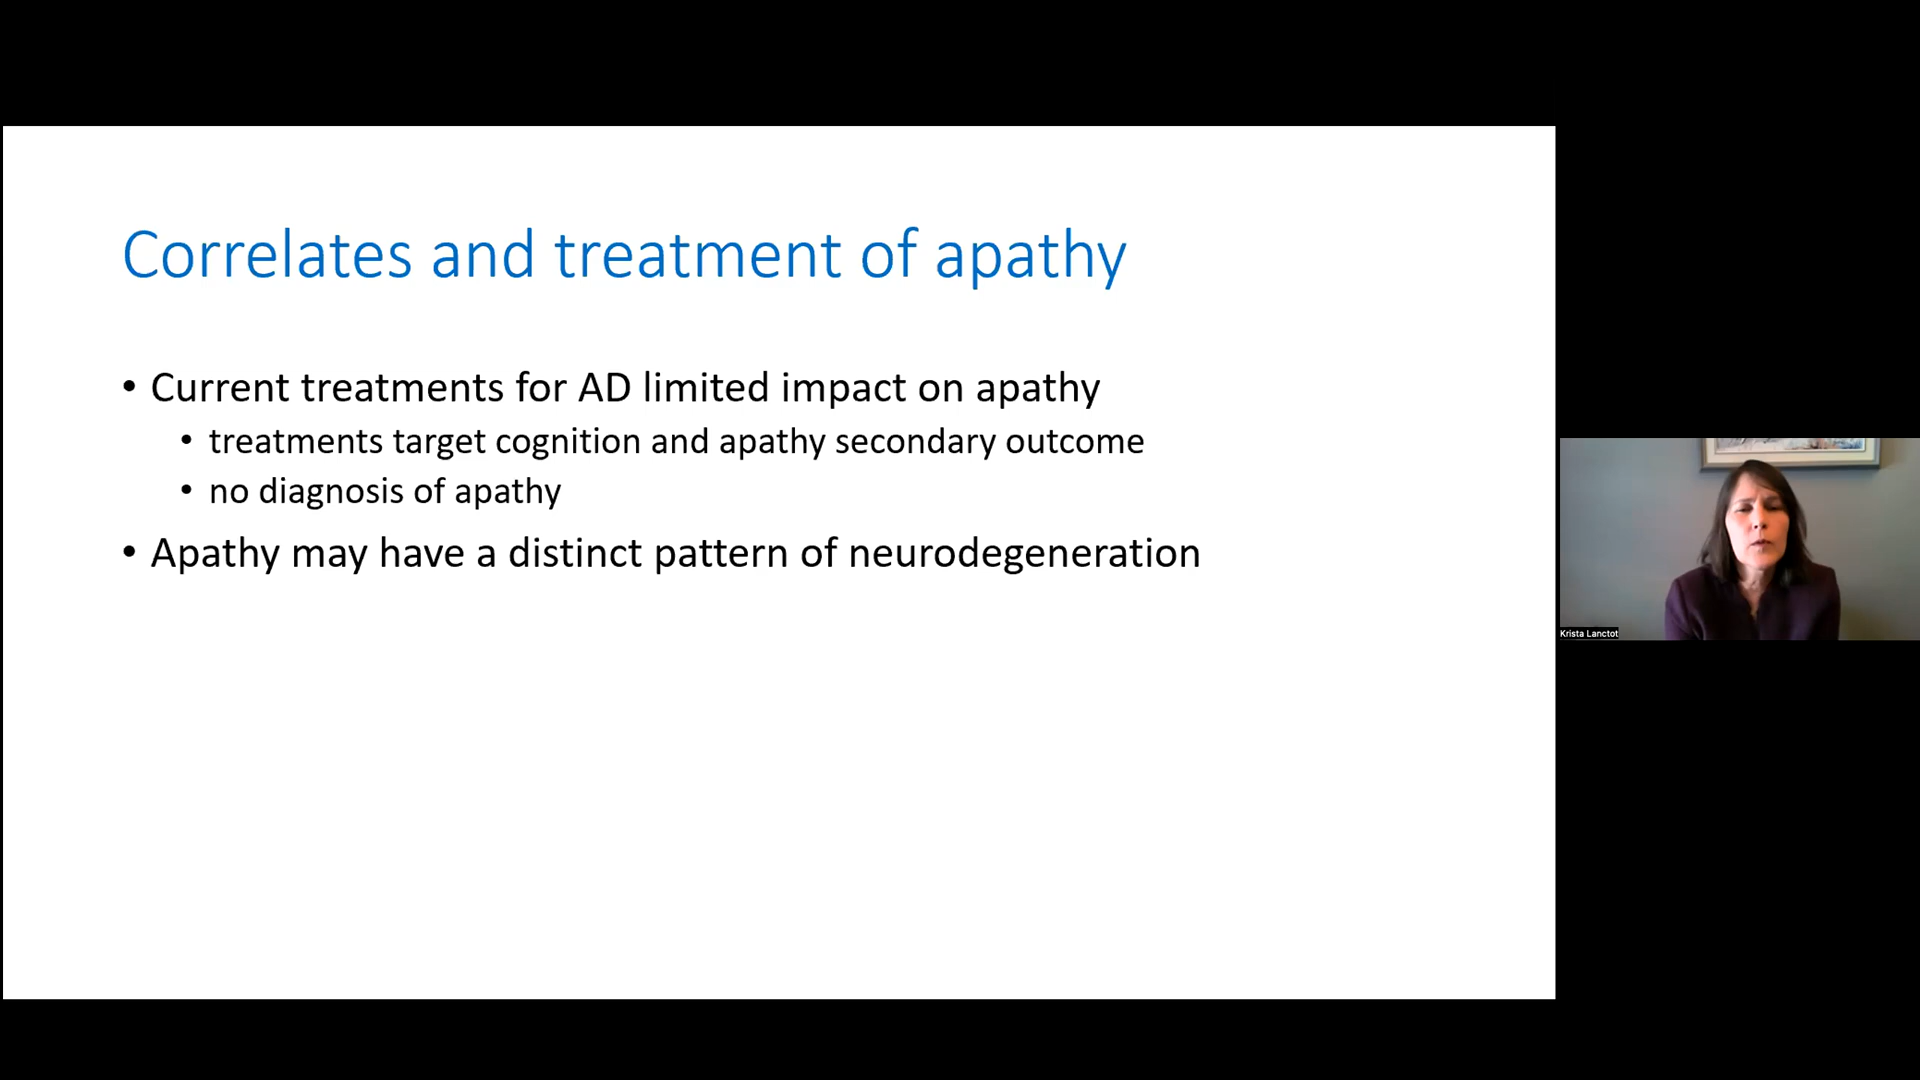 Correlates and treatment of apathy
• Current treatments for AD limited impact on apathy
• treatments target cognition and apathy secondary outcome
• no diagnosis of apathy
• Apathy may have a distinct pattern of neurodegeneration
Krista Lanctot